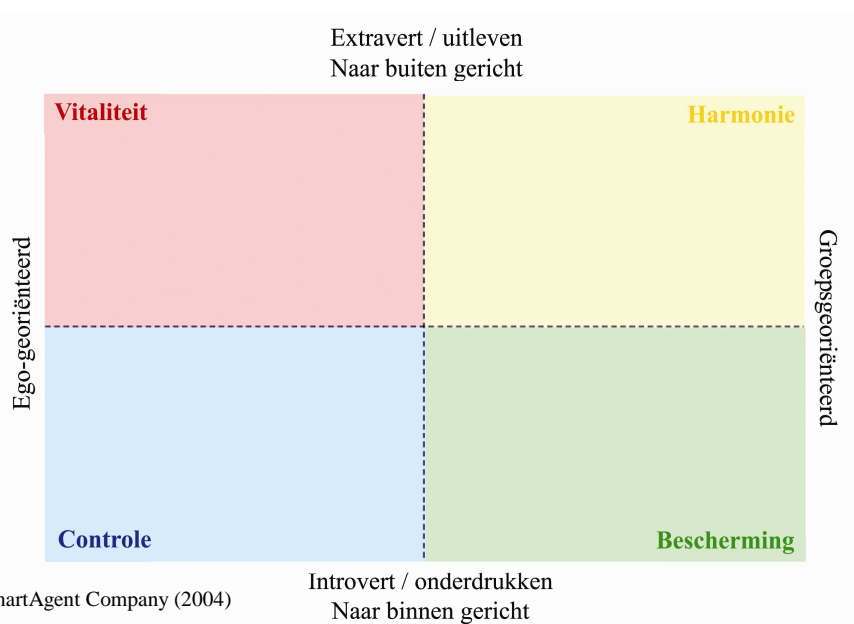 Extravert / uitleven
Naar buiten gericht
Vitaliteit
Harmonie
Ego-georiënteerd
Groepsgeoriënteerd
Controle
Bescherming
Introvert / onderdrukken
Naar binnen gericht
Company (2004)